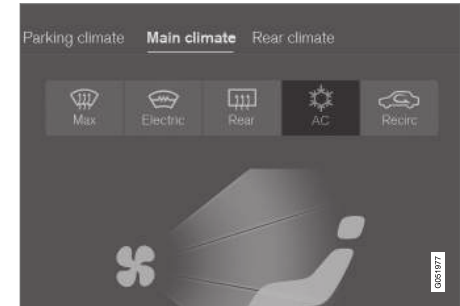 Parking climate Main climate Rear climate
Max Electric Rear AC Recirc
G051977